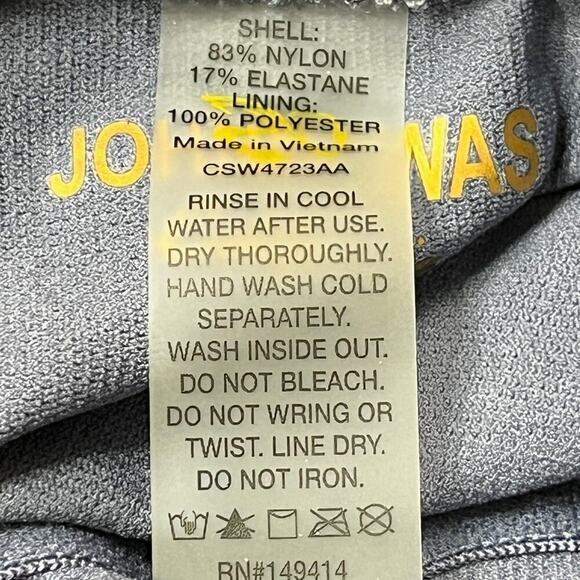 SHELL:
83% NYLON
17% ELASTANE
LINING:
100% POLYESTER
Made in Vietnam
CSW4723AA
RINSE IN COOL
WATER AFTER USE.
DRY THOROUGHLY.
HAND WASH COLD
SEPARATELY.
WASH INSIDE OUT.
DO NOT BLEACH.
DO NOT WRING OR
TWIST. LINE DRY.
DO NOT IRON.
RN#149414